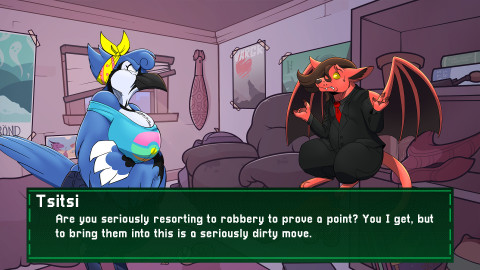 BOND
Tsitsi
Are you seriously resorting to robbery to prove a point? You I get, but
to bring them into this is a seriously dirty move.